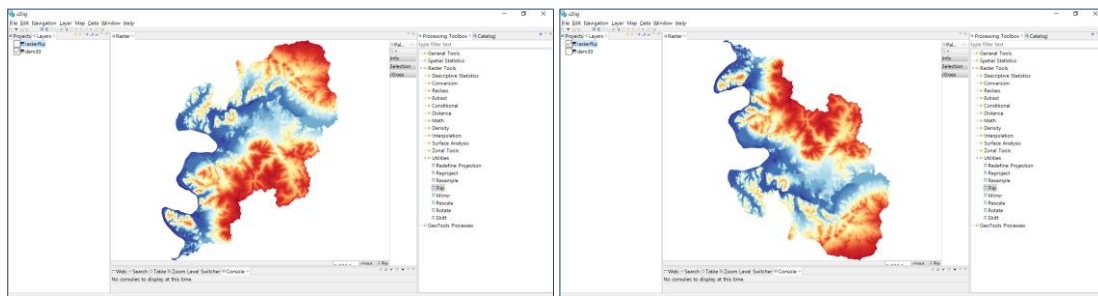 uDig
File Edit Navigation Layer Map Data Window Help
Projects Layers
rasterflip
dem30
Raster
Pal...
Info
Selection
JGrass
Processing Toolbox Catalog
type filter text
General Tools
Spatial Statistics
Raster Tools
Descriptive Statistics
Conversion
Reclass
Extract
Conditional
Distance
Math
Density
Interpolation
Surface Analysis
Zonal Tools
Utilities
Redefine Projection
Reproject
Resample
Flip
Mirror
Rescale
Rotate
Shift
GeoTools Processes
Web Search Table Zoom Level Switcher Console
No consoles to display at this time.
uDig
File Edit Navigation Layer Map Data Window Help
Projects Layers
rasterflip
dem30
Raster
Pal...
Info
Selection
JGrass
Processing Toolbox Catalog
type filter text
General Tools
Spatial Statistics
Raster Tools
Descriptive Statistics
Conversion
Reclass
Extract
Conditional
Distance
Math
Density
Interpolation
Surface Analysis
Zonal Tools
Utilities
Redefine Projection
Reproject
Resample
Flip
Mirror
Rescale
Rotate
Shift
GeoTools Processes
Web Search Table Zoom Level Switcher Console
No consoles to display at this time.